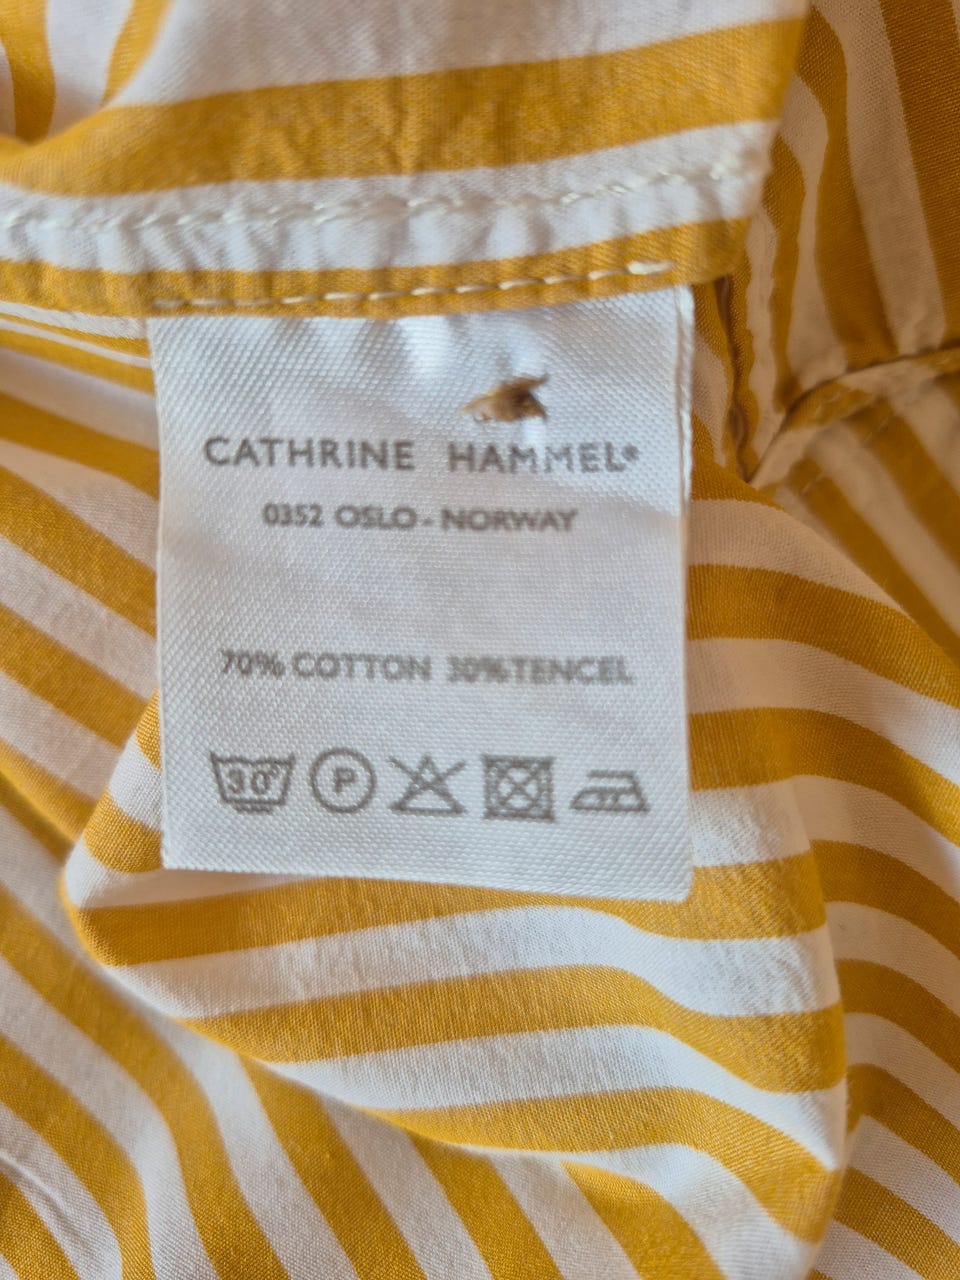 CATHRINE HAMMEL®
0352 OSLO - NORWAY
70% COTTON 30%TENCEL
30° P